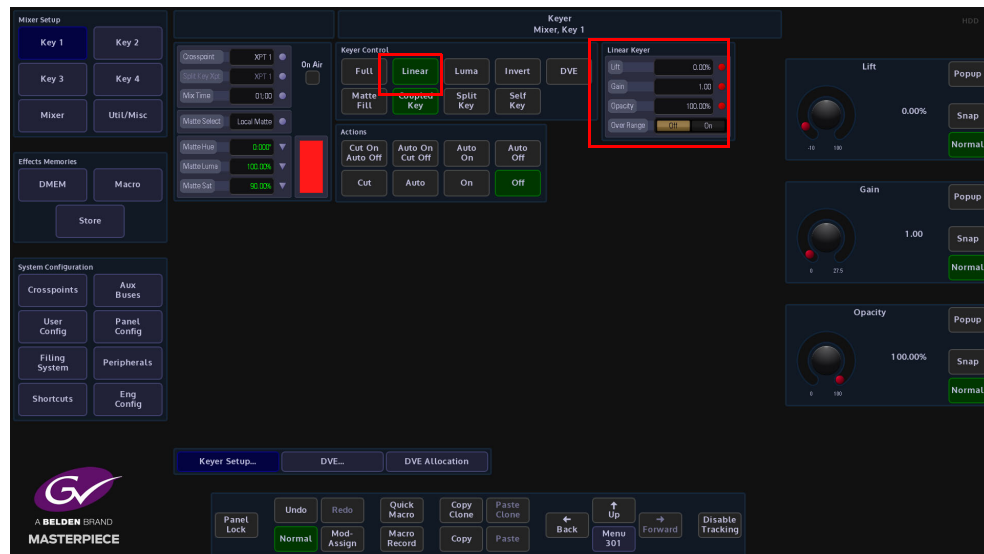 Mixer Setup
Key 1
Key 2
Key 3
Key 4
Mixer
Util/Misc
Effects Memories
DMEM
Macro
Store
System Configuration
Crosspoints
Aux
Buses
User
Config
Panel
Config
Filing
System
Peripherals
Shortcuts
Eng
Config
Keyer
Mixer, Key 1
HDD
Crosspoint XPT 1
Split Key Xpt XPT 1
Mix Time 01:00
Matte Select Local Matte
Matte Hue 0.000°
Matte Luma 100.00%
Matte Sat 90.00%
On Air
Keyer Control
Full
Linear
Luma
Invert
DVE
Matte
Fill
Coupled
Key
Split
Key
Self
Key
Actions
Cut On
Auto Off
Auto On
Cut Off
Auto
On
Auto
Off
Cut
Auto
On
Off
Linear Keyer
Lift 0.00%
Gain 1.00
Opacity 100.00%
Over Range Off On
Lift
0.00%
-10 100
Popup
Snap
Normal
Gain
1.00
0 27.5
Popup
Snap
Normal
Opacity
100.00%
0 100
Popup
Snap
Normal
Keyer Setup...
DVE...
DVE Allocation
GV
A BELDEN BRAND
MASTERPIECE
Panel
Lock
Undo
Redo
Normal
Mod-
Assign
Quick
Macro
Macro
Record
Copy
Clone
Paste
Clone
Copy
Paste
Back
Up
Menu
301
Forward
Disable
Tracking